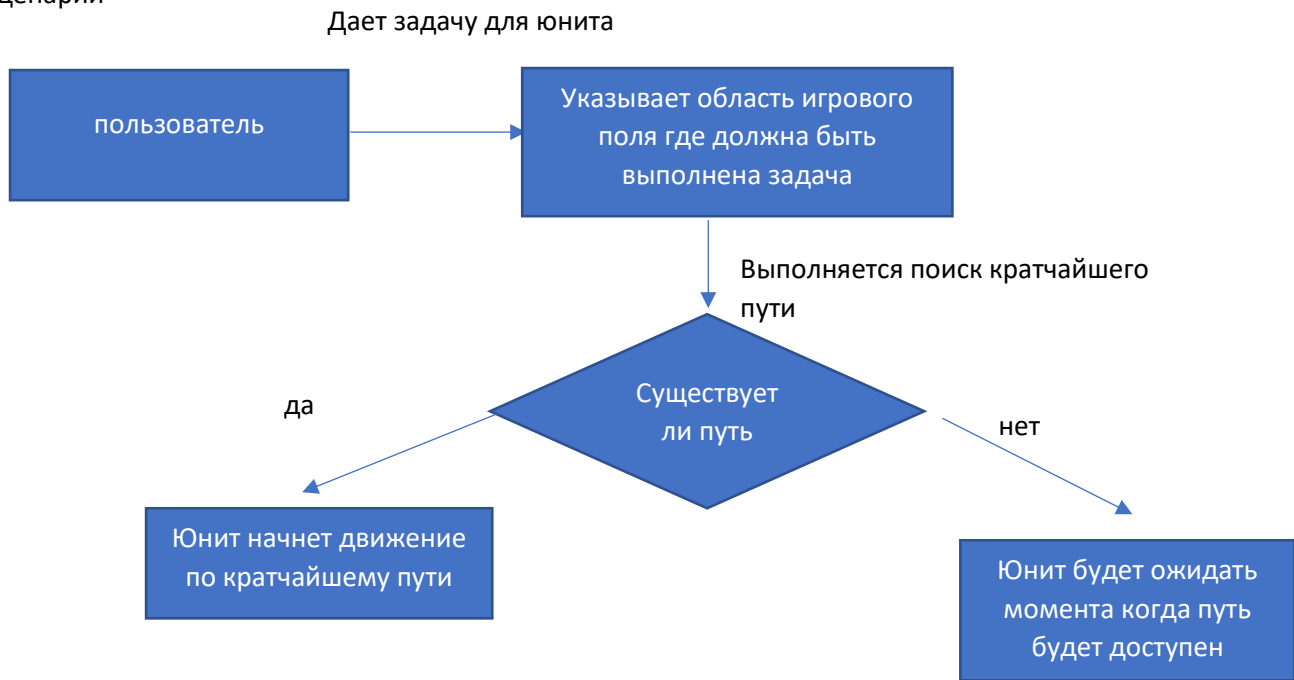 Дает задачу для юнита
пользователь
Указывает область игрового
поля где должна быть
выполнена задача
Выполняется поиск кратчайшего
пути
Существует
ли путь
да
нет
Юнит начнет движение
по кратчайшему пути
Юнит будет ожидать
момента когда путь
будет доступен